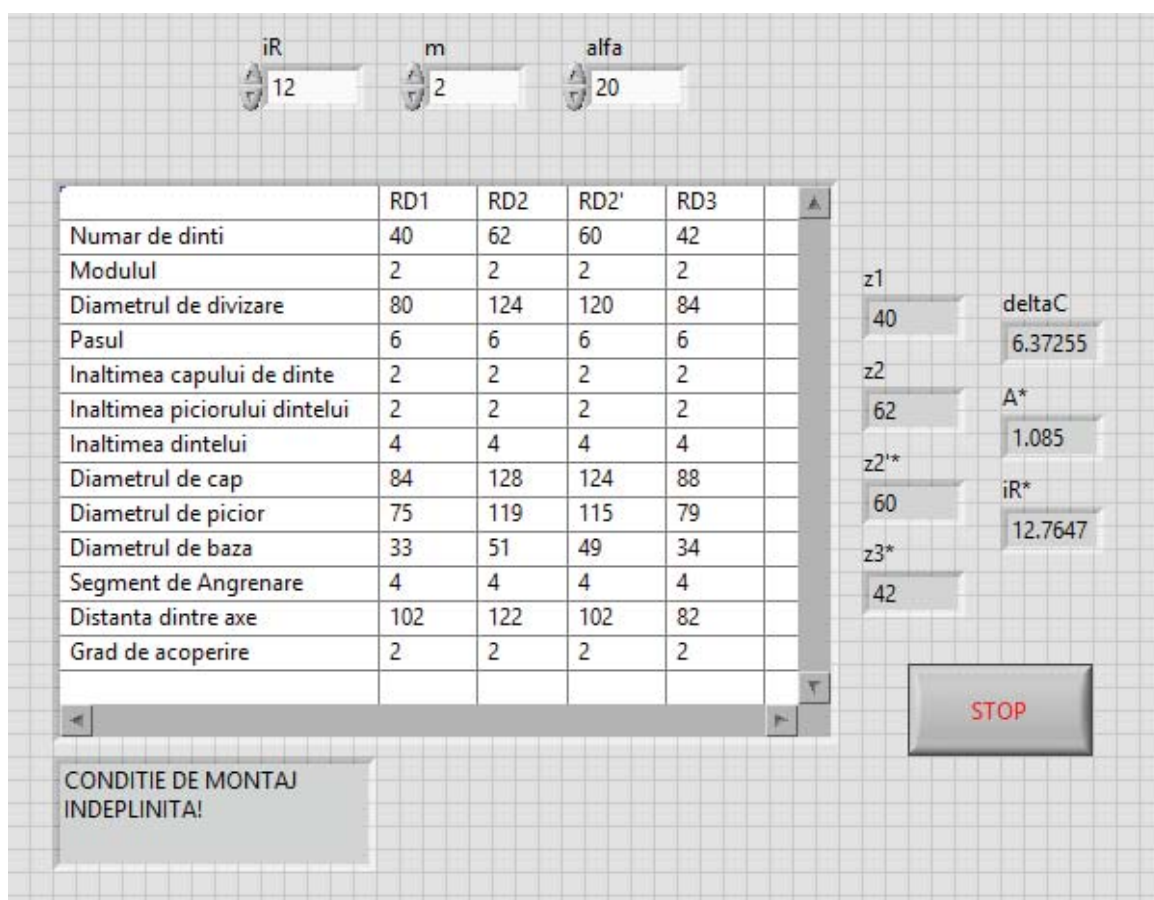 iR m alfa
12 2 20
RD1 RD2 RD2' RD3
Numar de dinti 40 62 60 42
Modulul 2 2 2 2
Diametrul de divizare 80 124 120 84
Pasul 6 6 6 6
Inaltimea capului de dinte 2 2 2 2
Inaltimea piciorului dintelui 2 2 2 2
Inaltimea dintelui 4 4 4 4
Diametrul de cap 84 128 124 88
Diametrul de picior 75 119 115 79
Diametrul de baza 33 51 49 34
Segment de Angrenare 4 4 4 4
Distanta dintre axe 102 122 102 82
Grad de acoperire 2 2 2 2
z1
40
z2
62
z2'*
60
z3*
42
deltaC
6.37255
A*
1.085
iR*
12.7647
STOP
CONDITIE DE MONTAJ
INDEPLINITA!